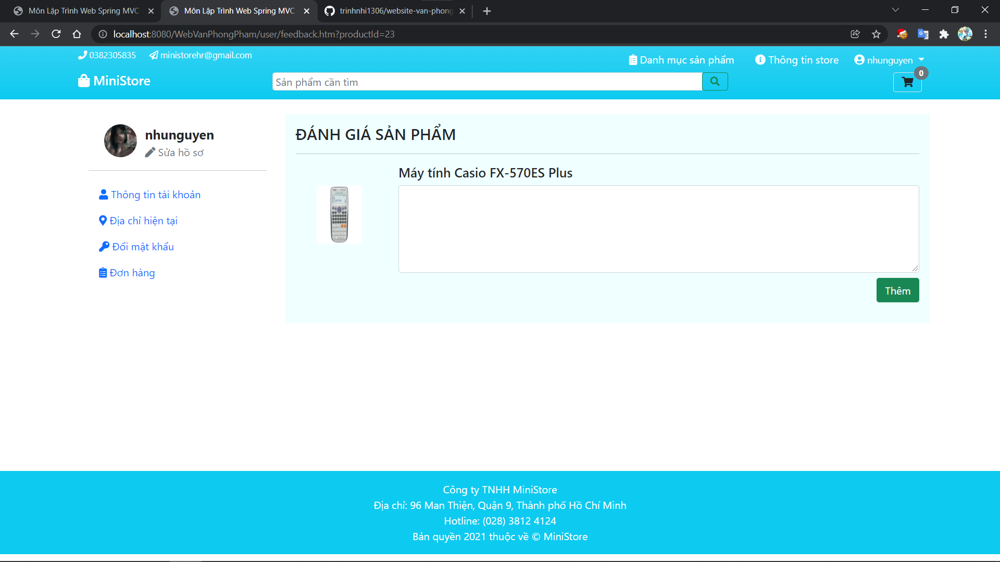 Môn Lập Trình Web Spring MVC
Môn Lập Trình Web Spring MVC
trinhnhi1306/website-van-phong
localhost:8080/WebVanPhongPham/user/feedback.htm?productId=23
0382305835
ministorehr@gmail.com
Danh mục sản phẩm
Thông tin store
nhunguyen
MiniStore
Sản phẩm cần tìm
0
nhunguyen
Sửa hồ sơ
Thông tin tài khoản
Địa chỉ hiện tại
Đổi mật khẩu
Đơn hàng
ĐÁNH GIÁ SẢN PHẨM
Máy tính Casio FX-570ES Plus
Thêm
Công ty TNHH MiniStore
Địa chỉ: 96 Man Thiện, Quận 9, Thành phố Hồ Chí Minh
Hotline: (028) 3812 4124
Bản quyền 2021 thuộc về © MiniStore